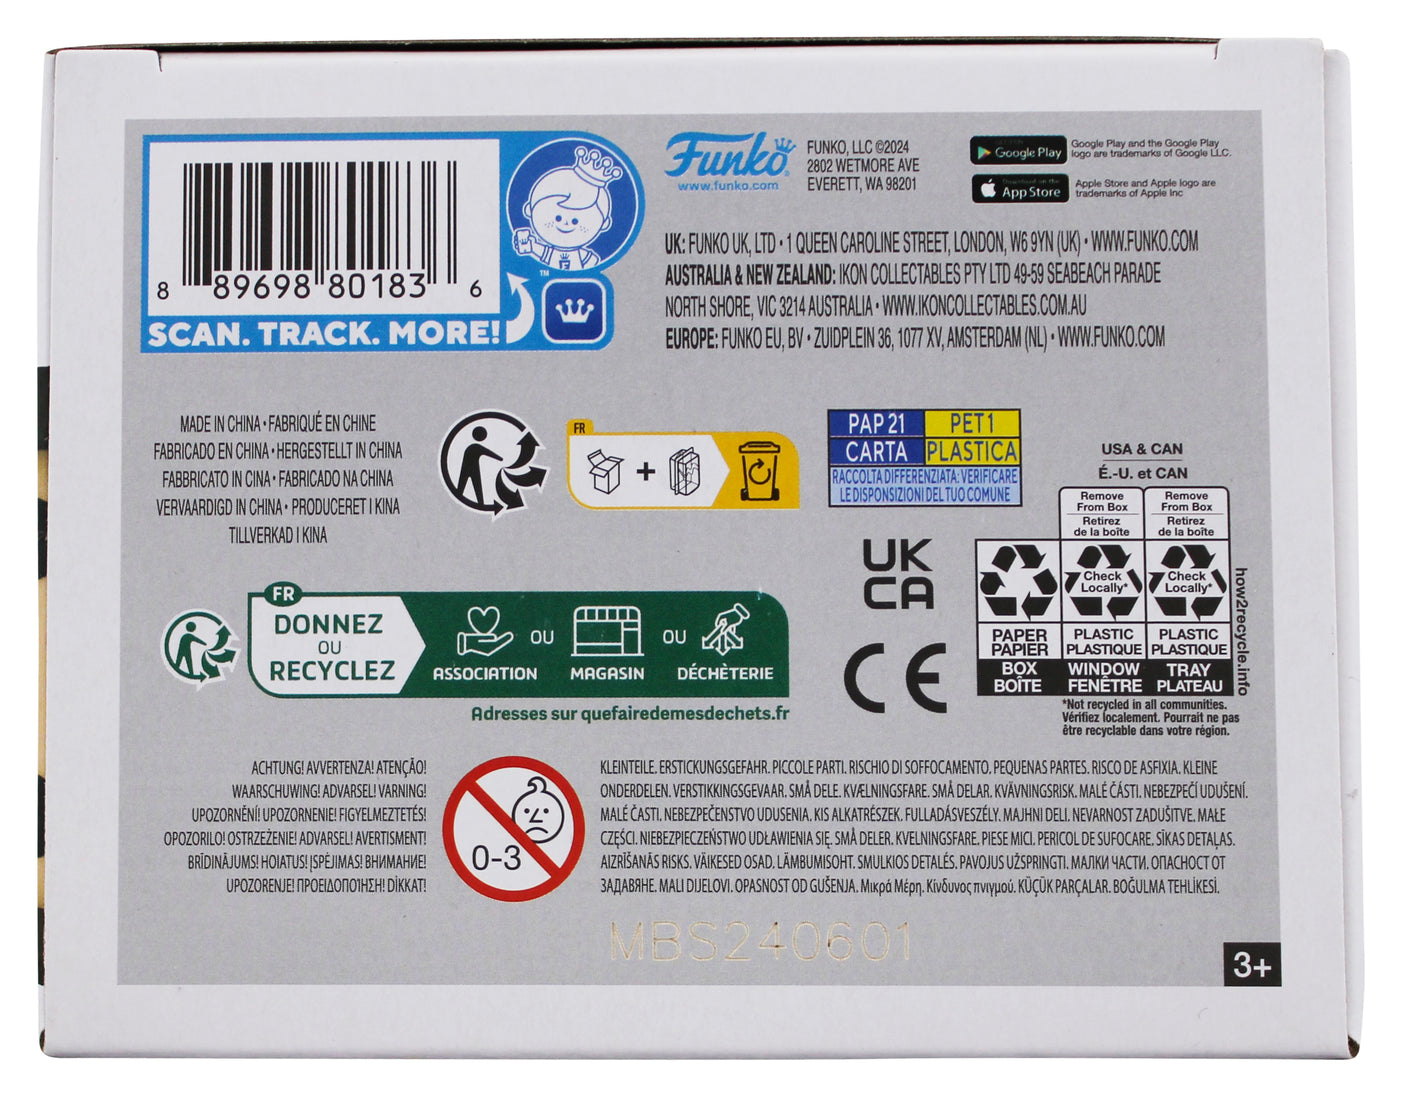 8 89698 80183 6
SCAN. TRACK. MORE!
™
Funko®
www.funko.com
FUNKO, LLC ©2024
2802 WETMORE AVE
EVERETT, WA 98201
Google Play
Google Play and the Google Play
logo are trademarks of Google LLC.
Download on the
App Store
Apple Store and Apple logo are
trademarks of Apple Inc
UK: FUNKO UK, LTD • 1 QUEEN CAROLINE STREET, LONDON, W6 9YN (UK) • WWW.FUNKO.COM
AUSTRALIA & NEW ZEALAND: IKON COLLECTABLES PTY LTD 49-59 SEABEACH PARADE
NORTH SHORE, VIC 3214 AUSTRALIA • WWW.IKONCOLLECTABLES.COM.AU
EUROPE: FUNKO EU, BV • ZUIDPLEIN 36, 1077 XV, AMSTERDAM (NL) • WWW.FUNKO.COM
MADE IN CHINA • FABRIQUÉ EN CHINE
FABRICADO EN CHINA • HERGESTELLT IN CHINA
FABBRICATO IN CINA • FABRICADO NA CHINA
VERVAARDIGD IN CHINA • PRODUCERET I KINA
TILLVERKAD I KINA
FR
+
PAP 21 PET 1
CARTA PLASTICA
RACCOLTA DIFFERENZIATA: VERIFICARE
LE DISPONSIZIONI DEL TUO COMUNE
USA & CAN
É.-U. et CAN
Remove
From Box
Retirez
de la boîte
Remove
From Box
Retirez
de la boîte
Check
Locally*
Check
Locally*
PAPER
PAPIER
PLASTIC
PLASTIQUE
PLASTIC
PLASTIQUE
BOX
BOÎTE
WINDOW
FENÊTRE
TRAY
PLATEAU
how2recycle.info
*Not recycled in all communities.
Vérifiez localement. Pourrait ne pas
être recyclable dans votre région.
UK
CA
CE
FR
DONNEZ
OU
RECYCLEZ
ASSOCIATION OU MAGASIN OU DÉCHÈTERIE
Adresses sur quefairedemesdechets.fr
ACHTUNG! AVVERTENZA! ATENÇÃO!
WAARSCHUWING! ADVARSEL! VARNING!
UPOZORNĚNÍ! UPOZORNENIE! FIGYELMEZTETÉS!
OPOZORILO! OSTRZEŻENIE! ADVARSEL! AVERTISMENT!
BRĪDINĀJUMS! HOIATUS! ĮSPĖJIMAS! ВНИМАНИЕ!
UPOZORENJE! ΠΡΟΕΙΔΟΠΟΊΗΣΗ! DİKKAT!
0-3
KLEINTEILE. ERSTICKUNGSGEFAHR. PICCOLE PARTI. RISCHIO DI SOFFOCAMENTO. PEQUENAS PARTES. RISCO DE ASFIXIA. KLEINE
ONDERDELEN. VERSTIKKINGSGEVAAR. SMÅ DELE. KVÆLNINGSFARE. SMÅ DELAR. KVÄVNINGSRISK. MALÉ ČÁSTI. NEBEZPEČÍ UDUŠENÍ.
MALÉ ČASTI. NEBEZPEČENSTVO UDUSENIA. KIS ALKATRÉSZEK. FULLADÁSVESZÉLY. MAJHNI DELI. NEVARNOST ZADUŠITVE. MAŁE
CZĘŚCI. NIEBEZPIECZEŃSTWO UDŁAWIENIA SIĘ. SMÅ DELER. KVELNINGSFARE. PIESE MICI. PERICOL DE SUFOCARE. SĪKAS DETAĻAS.
AIZRĪŠANĀS RISKS. VÄIKESED OSAD. LÄMBUMISOHT. SMULKIOS DETALĖS. PAVOJUS UŽSPRINGTI. МАЛКИ ЧАСТИ. ОПАСНОСТ ОТ
ЗАДАВЯНЕ. MALI DIJELOVI. OPASNOST OD GUŠENJA. Μικρά Μέρη. Κίνδυνος πνιγμού. KÜÇÜK PARÇALAR. BOĞULMA TEHLİKESİ.
MBS240601
3+